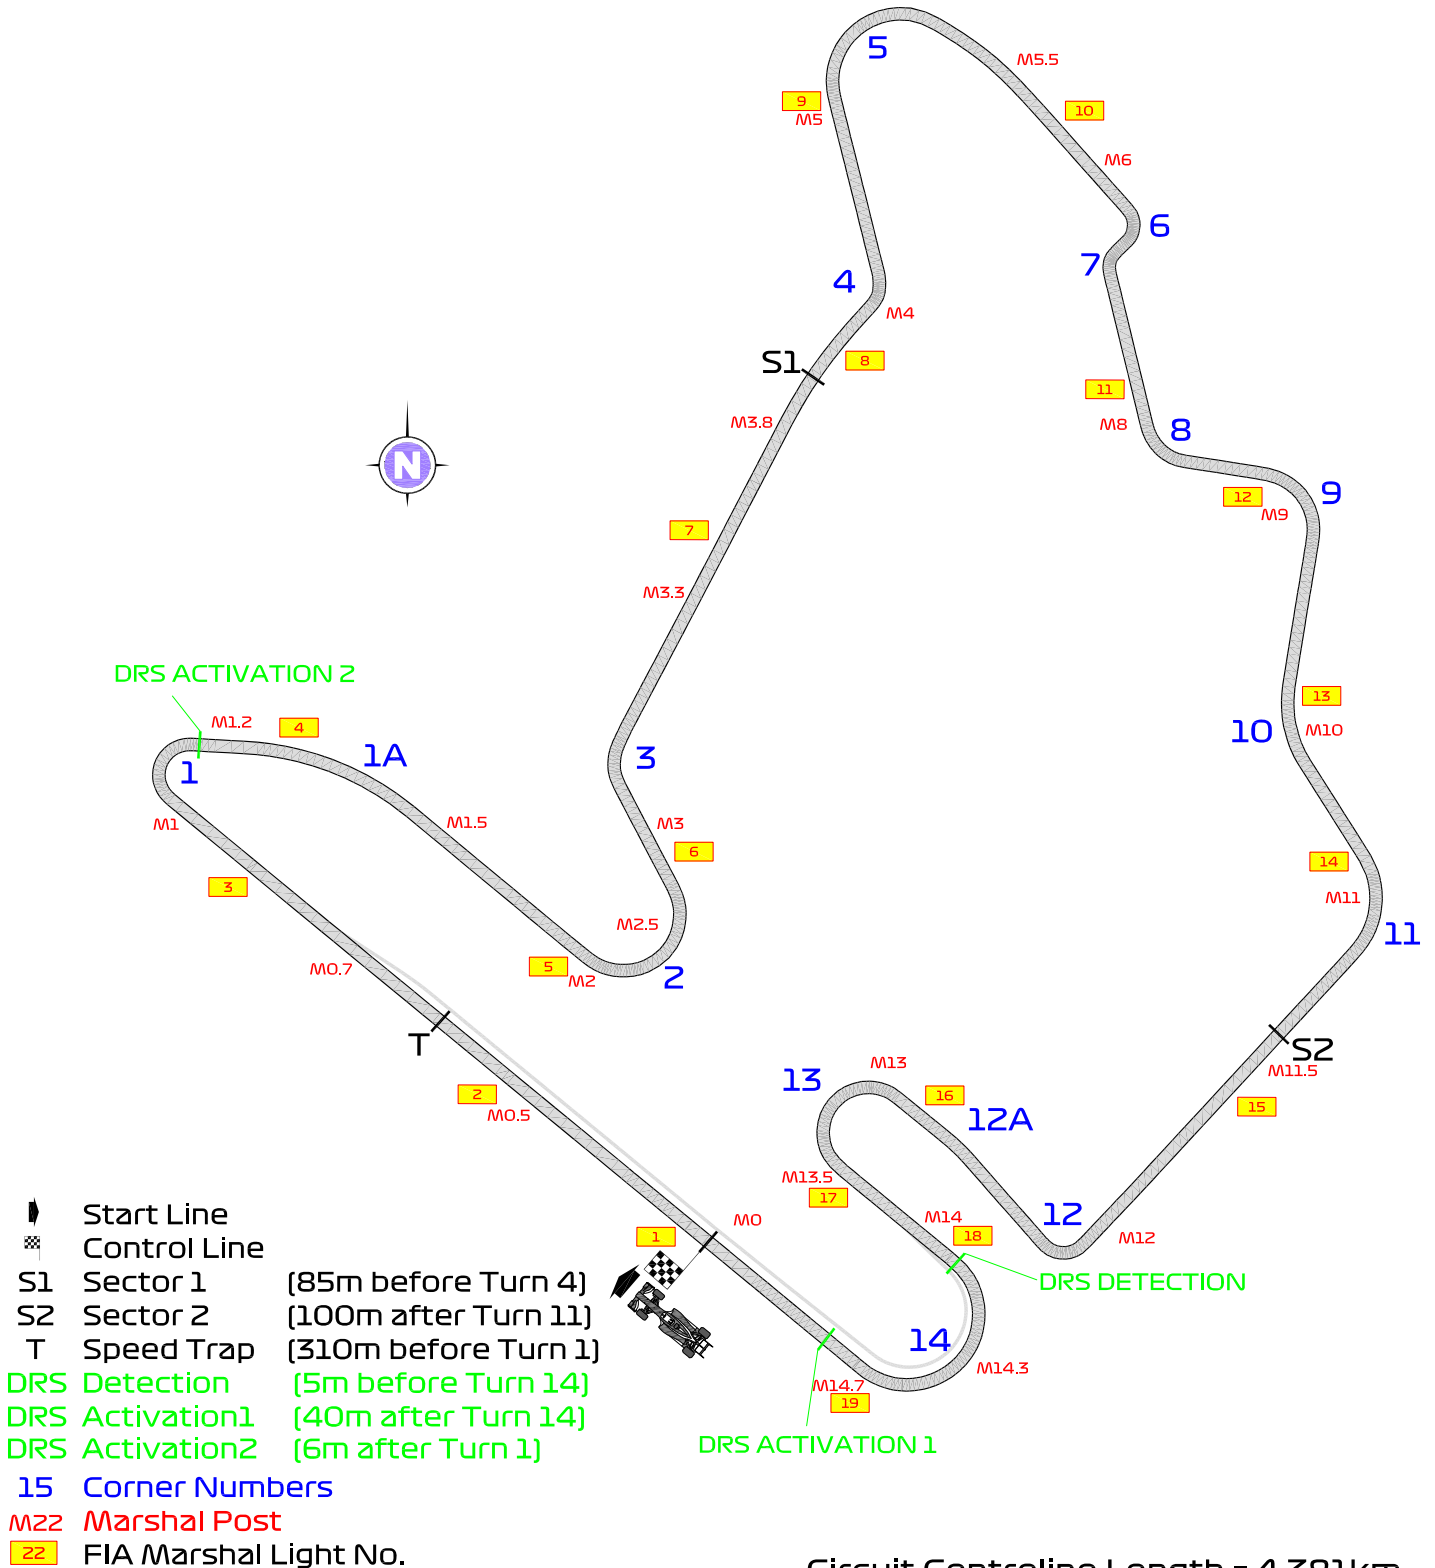 5
M5.5
9
M5
10
M6
6
7
4
M4
S1
8
M3.8
11
M8
8
N
12
M9
9
7
M3.3
DRS ACTIVATION 2
M1.2
4
1A
1
3
13
M10
10
M1
M1.5
M3
6
3
14
M11
M2.5
11
M0.7
5
M2
2
T
S2
M11.5
15
2
M0.5
13
M13
16
12A
M13.5
17
M14
18
12
M12
M0
1
DRS DETECTION
14
M14.3
M14.7
19
DRS ACTIVATION 1
Start Line
Control Line
S1 Sector 1 (85m before Turn 4)
S2 Sector 2 (100m after Turn 11)
T Speed Trap (310m before Turn 1)
DRS Detection (5m before Turn 14)
DRS Activation1 (40m after Turn 14)
DRS Activation2 (6m after Turn 1)
15 Corner Numbers
M22 Marshal Post
22 FIA Marshal Light No.
Circuit Controline Length = 4.381km